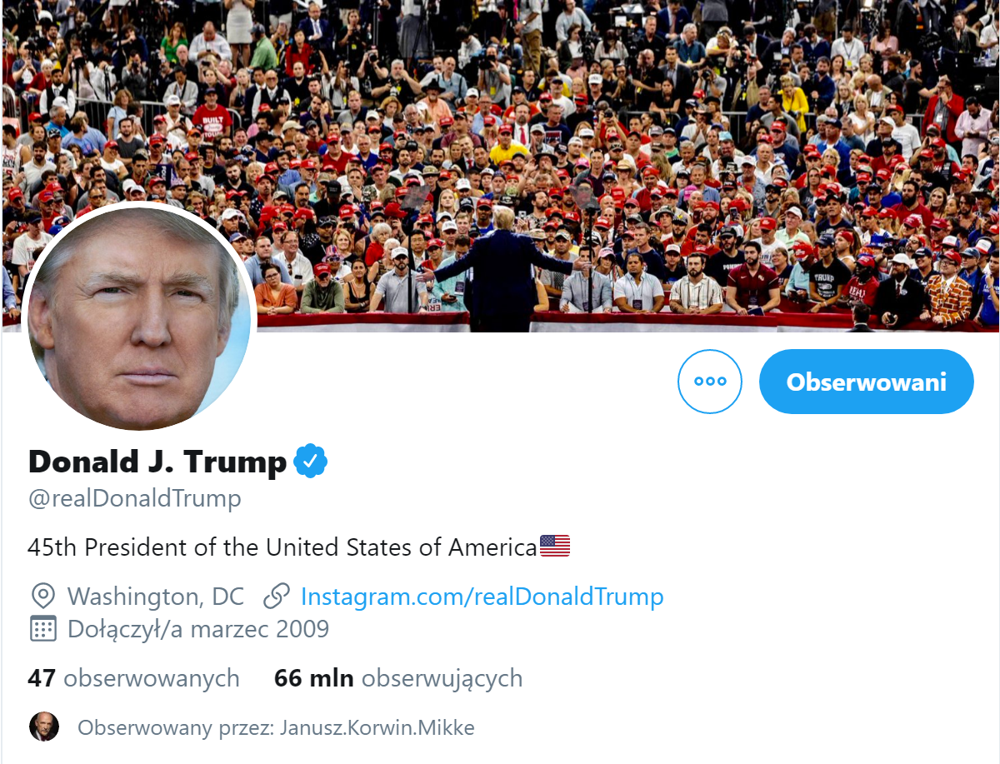 BUILT
TRUMP
Obserwowani
Donald J. Trump
@realDonaldTrump
45th President of the United States of America
Washington, DC Instagram.com/realDonaldTrump
Dołączył/a marzec 2009
47 obserwowanych 66 mln obserwujących
Obserwowany przez: Janusz.Korwin.Mikke